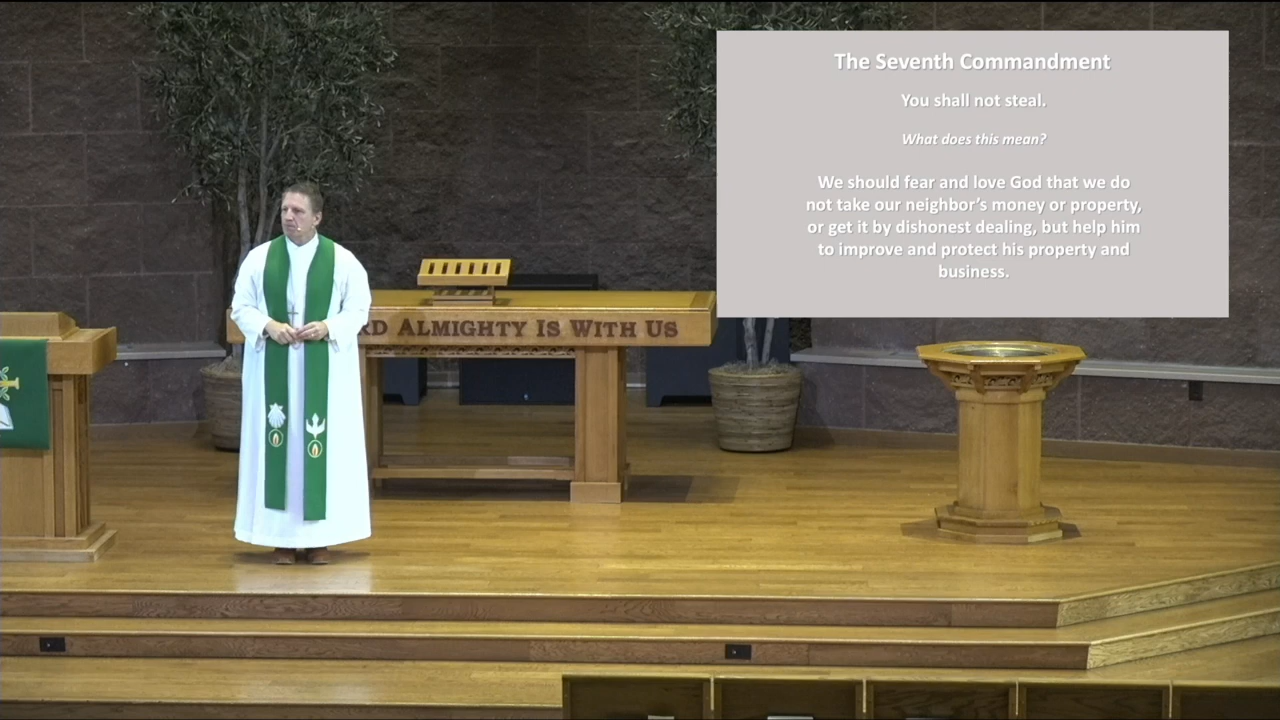 The Seventh Commandment
You shall not steal.
What does this mean?
We should fear and love God that we do
not take our neighbor's money or property,
or get it by dishonest dealing, but help him
to improve and protect his property and
business.
RD ALMIGHTY IS WITH US